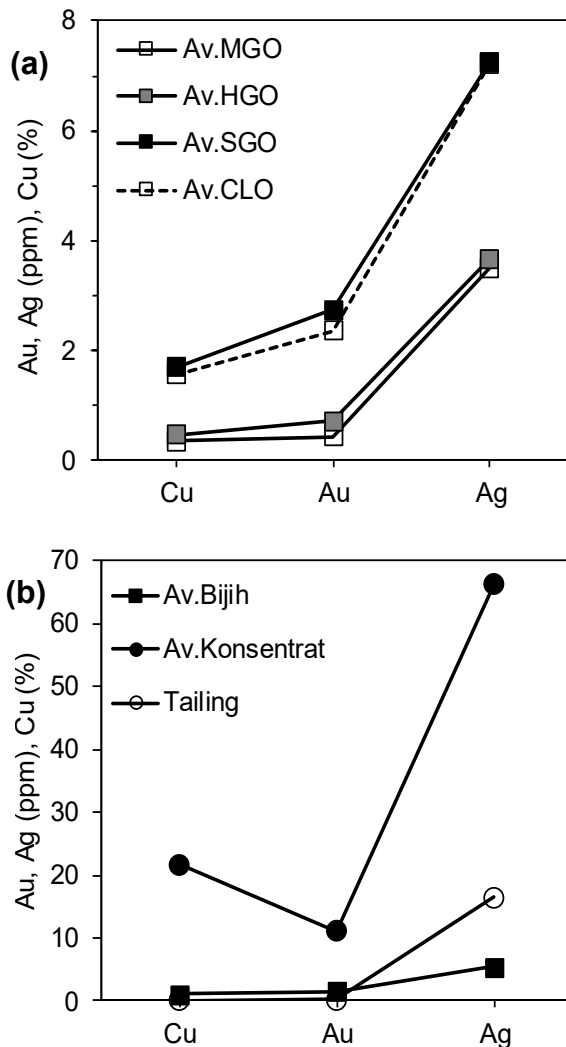 (a)
Au, Ag (ppm), Cu (%)
8
6
4
2
0
Av.MGO
Av.HGO
Av.SGO
Av.CLO
Cu Au Ag
(b)
Au, Ag (ppm), Cu (%)
70
60
50
40
30
20
10
0
Av.Bijih
Av.Konsentrat
Tailing
Cu Au Ag